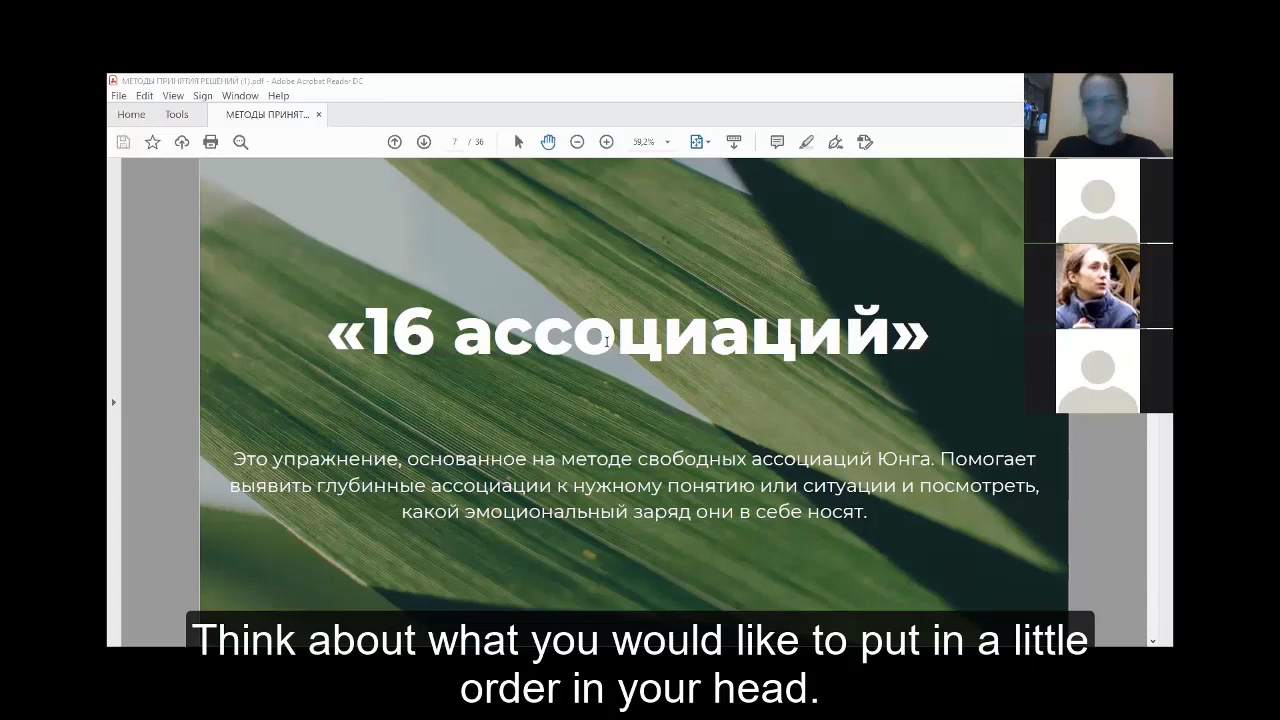 МЕТОДЫ ПРИНЯТИЯ РЕШЕНИЙ (1).pdf - Adobe Acrobat Reader DC
File Edit View Sign Window Help
Home Tools МЕТОДЫ ПРИНЯТ... ×
7 / 36 59,2%
«16 ассоциаций»
Это упражнение, основанное на методе свободных ассоциаций Юнга. Помогает
выявить глубинные ассоциации к нужному понятию или ситуации и посмотреть,
какой эмоциональный заряд они в себе носят.
Think about what you would like to put in a little
order in your head.